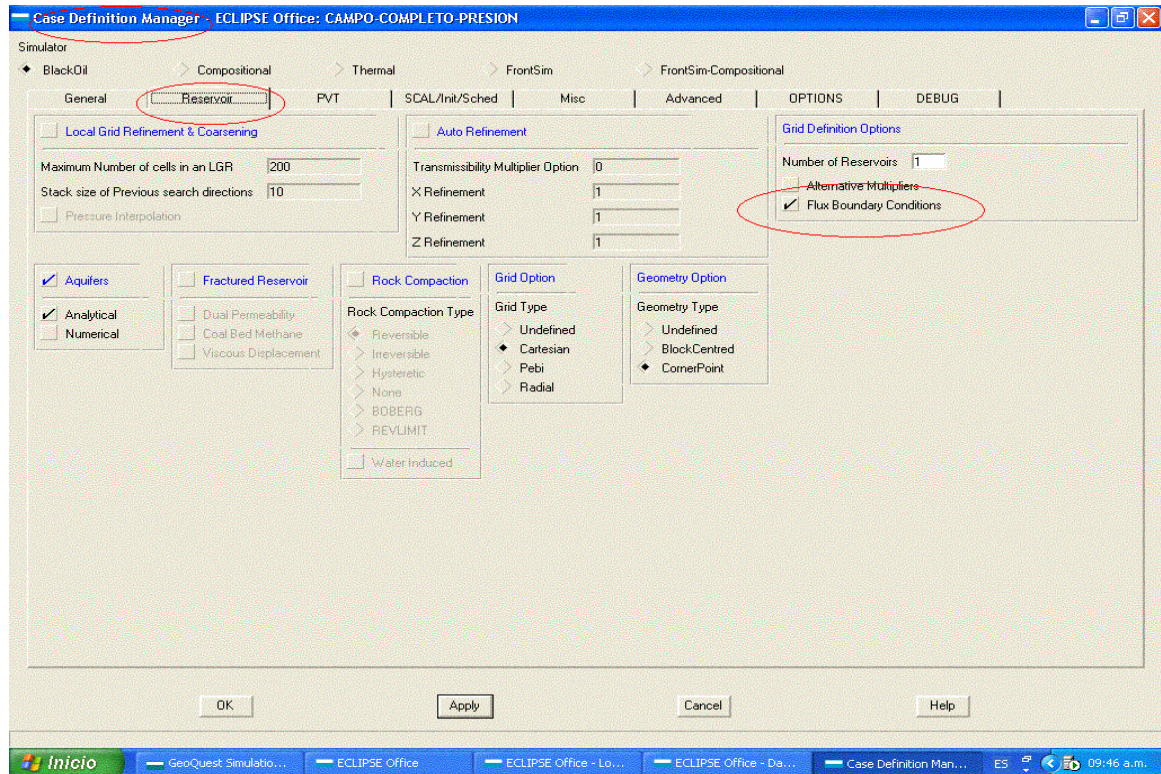 Case Definition Manager - ECLIPSE Office: CAMPO-COMPLETO-PRESION
Simulator
BlackOil Compositional Thermal FrontSim FrontSim-Compositional
General Reservoir PVT SCAL/Init/Sched Misc Advanced OPTIONS DEBUG
Local Grid Refinement & Coarsening
Maximum Number of cells in an LGR 200
Stack size of Previous search directions 10
Pressure Interpolation
Auto Refinement
Transmissibility Multiplier Option 0
X Refinement 1
Y Refinement 1
Z Refinement 1
Grid Definition Options
Number of Reservoirs 1
Alternative Multipliers
Flux Boundary Conditions
Aquifers
Analytical
Numerical
Fractured Reservoir
Dual Permeability
Coal Bed Methane
Viscous Displacement
Rock Compaction
Rock Compaction Type
Reversible
Irreversible
Hysteretic
None
BOBERG
REVLIMIT
Water Induced
Grid Option
Grid Type
Undefined
Cartesian
Pebi
Radial
Geometry Option
Geometry Type
Undefined
BlockCentred
CornerPoint
OK Apply Cancel Help
Inicio GeoQuest Simulatio... ECLIPSE Office ECLIPSE Office - Lo... ECLIPSE Office - Da... Case Definition Man... ES 09:46 a.m.